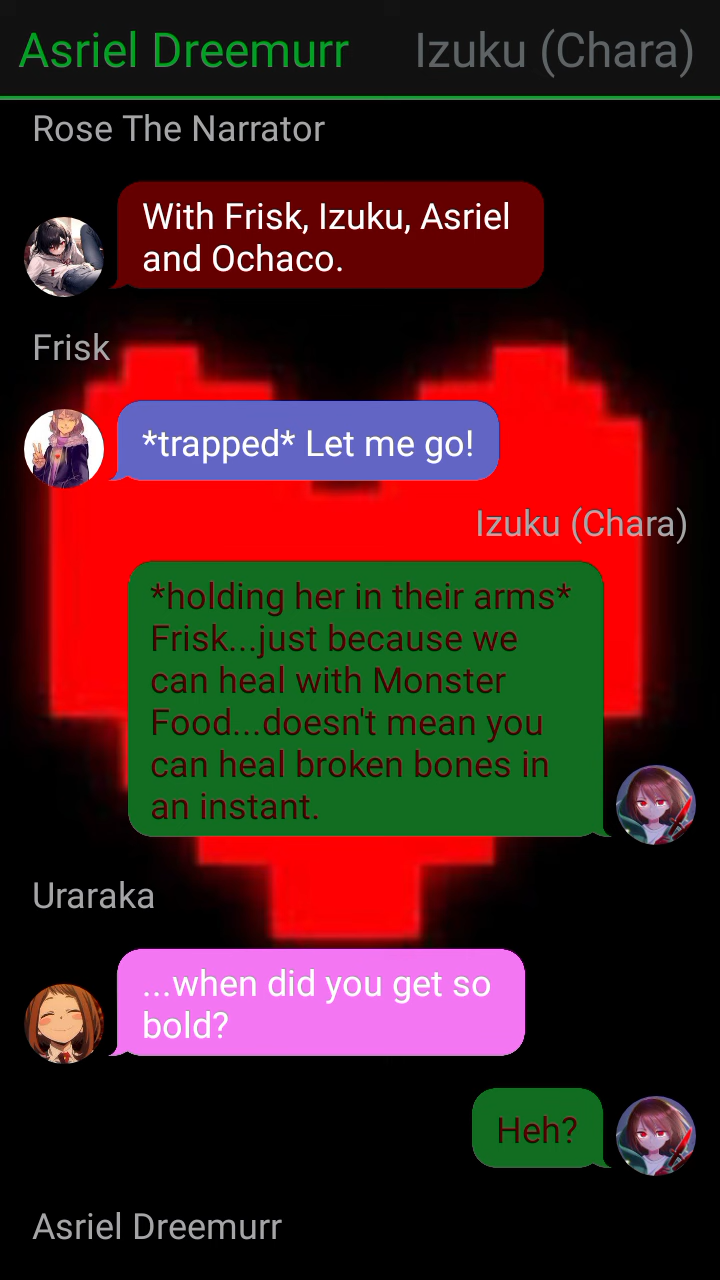 Asriel Dreemurr Izuku (Chara)
Rose The Narrator
With Frisk, Izuku, Asriel
and Ochaco.
Frisk
*trapped* Let me go!
Izuku (Chara)
*holding her in their arms*
Frisk...just because we
can heal with Monster
Food...doesn't mean you
can heal broken bones in
an instant.
Uraraka
...when did you get so
bold?
Heh?
Asriel Dreemurr